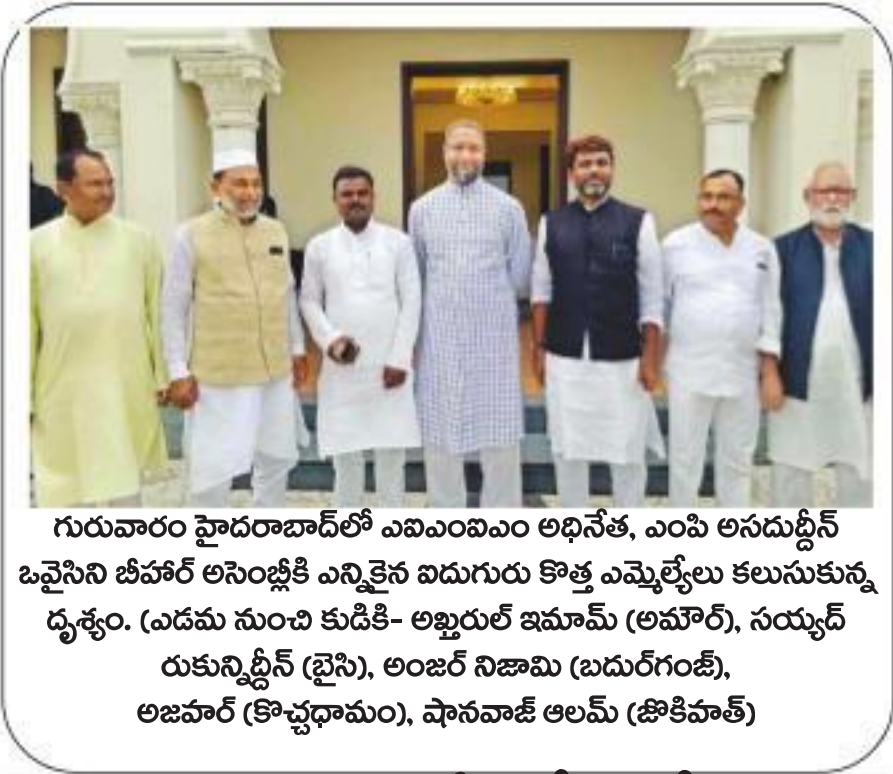 గురువారం హైదరాబాద్‌లో ఎఐఎంఐఎం అధినేత, ఎంపి అసదుద్దీన్
ఒవైసిని బీహార్ అసెంబ్లీకి ఎన్నికైన ఐదుగురు కొత్త ఎమ్మెల్యేలు కలుసుకున్న
దృశ్యం. (ఎడమ నుంచి కుడికి- అఖ్తరుల్ ఇమామ్ (అమౌర్), సయ్యద్
రుకున్నిద్దీన్ (బైసి), అంజర్ నిజామి (బదుర్‌గంజ్),
అజవార్ (కొచ్చధామం), షానవాజ్ ఆలమ్ (జొకివాత్)